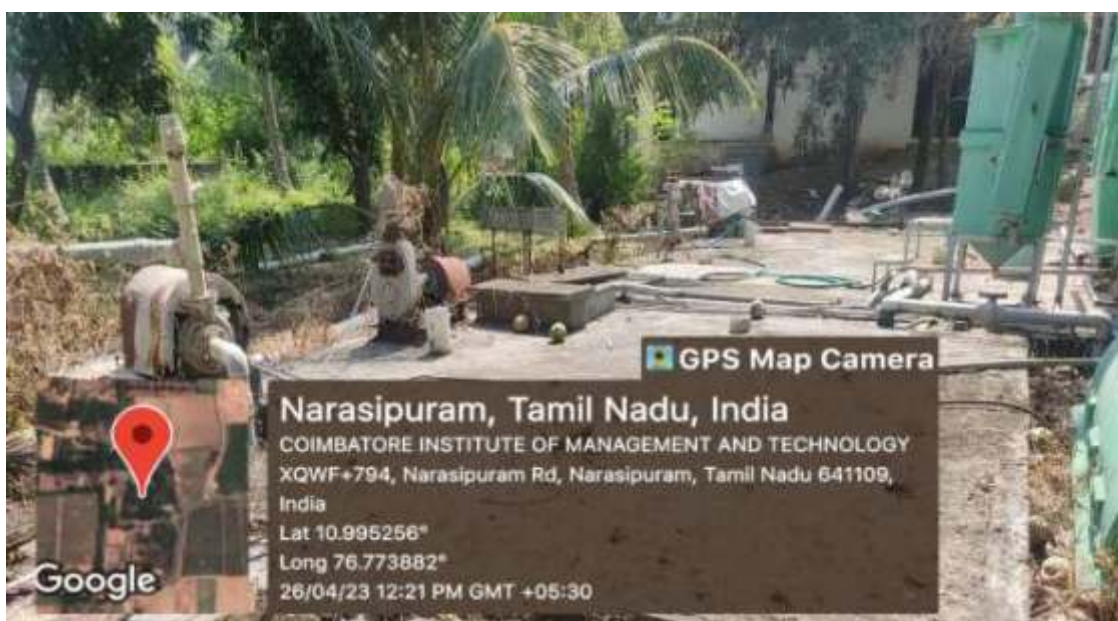 GPS Map Camera
Narasipuram, Tamil Nadu, India
COIMBATORE INSTITUTE OF MANAGEMENT AND TECHNOLOGY
XQWF+794, Narasipuram Rd, Narasipuram, Tamil Nadu 641109,
India
Lat 10.995256°
Long 76.773882°
26/04/23 12:21 PM GMT +05:30
Google